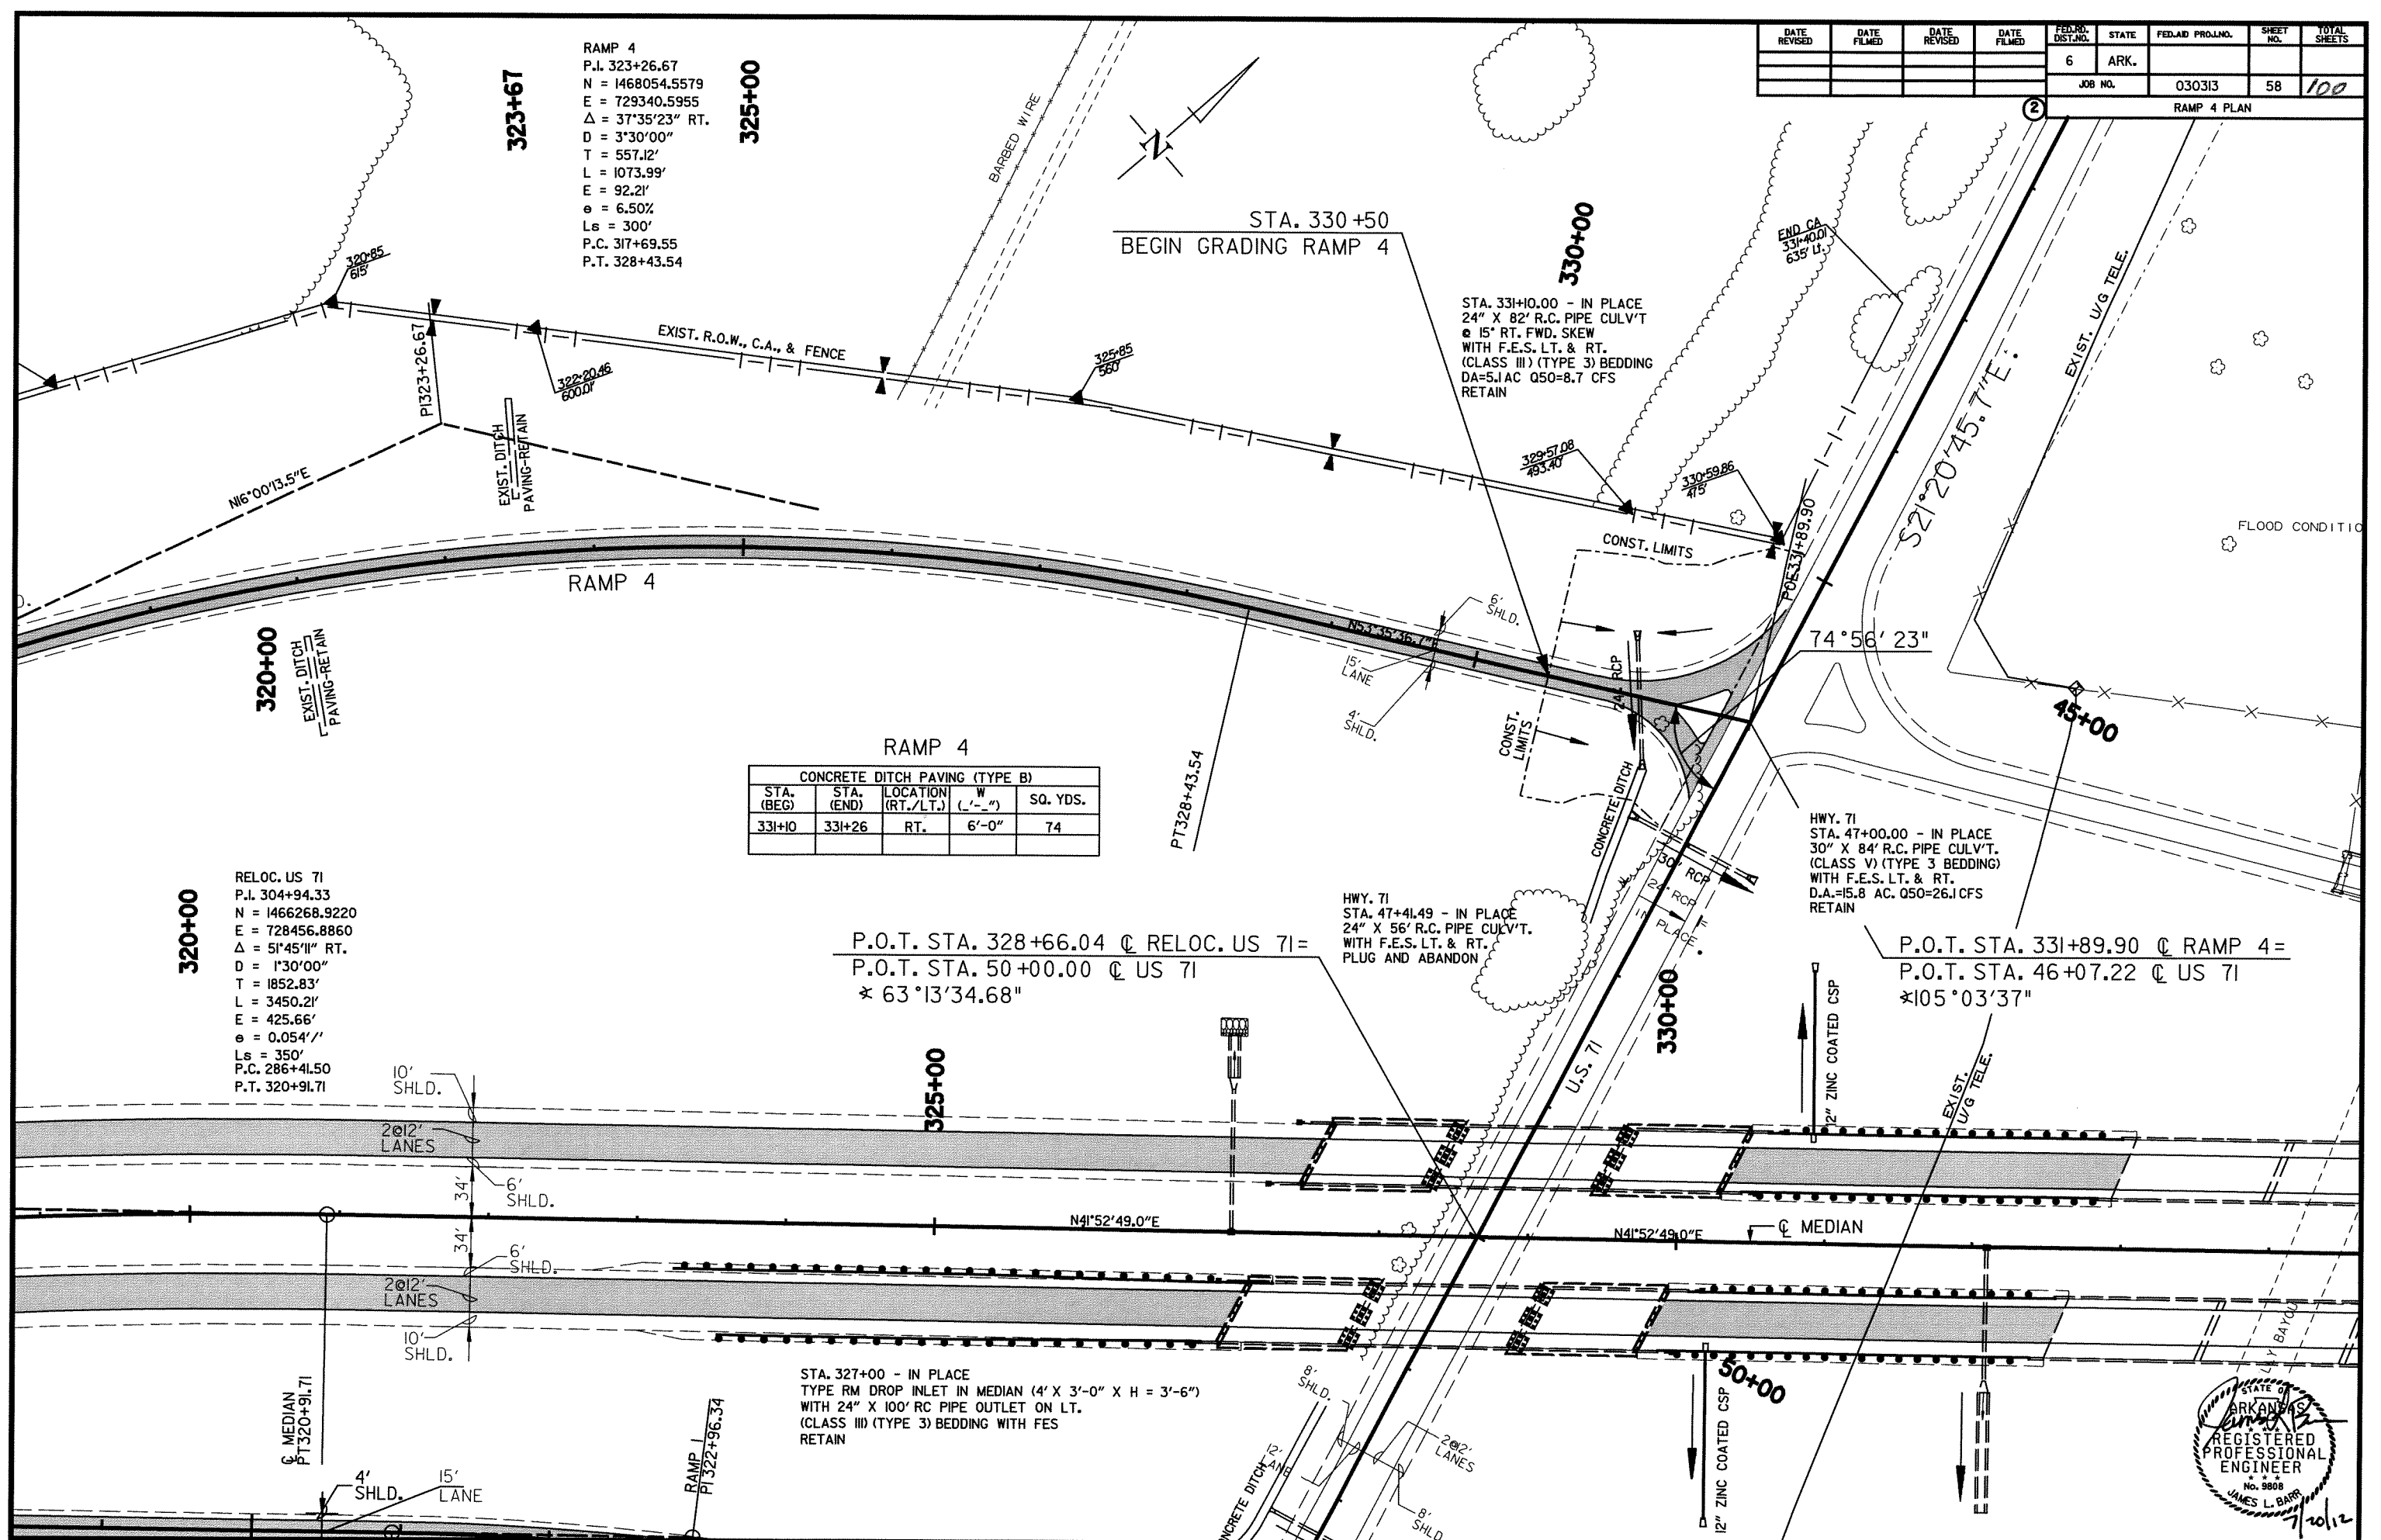 DATE REVISED
DATE FILMED
DATE REVISED
DATE FILMED
FED.RD. DIST.NO.
STATE
FED.AID PROJ.NO.
SHEET NO.
TOTAL SHEETS
6
ARK.
JOB NO.
030313
58
100
2
RAMP 4 PLAN
RAMP 4
P.I. 323+26.67
N = 1468054.5579
E = 729340.5955
Δ = 37°35'23" RT.
D = 3°30'00"
T = 557.12'
L = 1073.99'
E = 92.21'
e = 6.50%
Ls = 300'
P.C. 317+69.55
P.T. 328+43.54
323+67
325+00
BARBED WIRE
N
STA. 330+50
BEGIN GRADING RAMP 4
330+00
END CA
331+40.01
635' Lt.
STA. 331+10.00 - IN PLACE
24" X 82' R.C. PIPE CULV'T
@ 15° RT. FWD. SKEW
WITH F.E.S. LT. & RT.
(CLASS III) (TYPE 3) BEDDING
DA=5.1 AC Q50=8.7 CFS
RETAIN
EXIST. U/G TELE.
S21°20'45.7"E.
320+85
615'
PI323+26.67
EXIST. R.O.W., C.A., & FENCE
322+20.46
600.01'
325+85
560'
329+57.08
493.40'
330+59.86
475'
N16°00'13.5"E
EXIST. DITCH
PAVING-RETAIN
CONST. LIMITS
POE331+89.90
FLOOD CONDITIO
RAMP 4
6' SHLD.
N53°35'36.7"E
15' LANE
4' SHLD.
24" RCP
74°56'23"
320+00
EXIST. DITCH
PAVING-RETAIN
45+00
CONST. LIMITS
PT328+43.54
CONCRETE DITCH
RAMP 4
CONCRETE DITCH PAVING (TYPE B)
STA. (BEG)
STA. (END)
LOCATION (RT./LT.)
W (_'-_")
SQ. YDS.
331+10
331+26
RT.
6'-0"
74
HWY. 71
STA. 47+00.00 - IN PLACE
30" X 84' R.C. PIPE CULV'T.
(CLASS V) (TYPE 3 BEDDING)
WITH F.E.S. LT. & RT.
D.A.=15.8 AC. Q50=26.1 CFS
RETAIN
30" RCP
24" RCP
IN PLACE
HWY. 71
STA. 47+41.49 - IN PLACE
24" X 56' R.C. PIPE CULV'T.
WITH F.E.S. LT. & RT.
PLUG AND ABANDON
320+00
RELOC. US 71
P.I. 304+94.33
N = 1466268.9220
E = 728456.8860
Δ = 51°45'11" RT.
D = 1°30'00"
T = 1852.83'
L = 3450.21'
E = 425.66'
e = 0.054'/'
Ls = 350'
P.C. 286+41.50
P.T. 320+91.71
P.O.T. STA. 328+66.04 ℄ RELOC. US 71=
P.O.T. STA. 50+00.00 ℄ US 71
∡ 63°13'34.68"
P.O.T. STA. 331+89.90 ℄ RAMP 4=
P.O.T. STA. 46+07.22 ℄ US 71
∡105°03'37"
325+00
330+00
U.S. 71
12" ZINC COATED CSP
EXIST. U/G TELE.
10' SHLD.
2@12' LANES
6' SHLD.
34'
34'
6' SHLD.
2@12' LANES
10' SHLD.
N41°52'49.0"E
N41°52'49.0"E
℄ MEDIAN
BAYOU
STA. 327+00 - IN PLACE
TYPE RM DROP INLET IN MEDIAN (4' X 3'-0" X H = 3'-6")
WITH 24" X 100' RC PIPE OUTLET ON LT.
(CLASS III) (TYPE 3) BEDDING WITH FES
RETAIN
℄ MEDIAN
PT320+91.71
RAMP 1
PI322+96.34
4' SHLD.
15' LANE
8' SHLD.
12' LANE
2@12' LANES
8' SHLD.
CONCRETE DITCH
12" ZINC COATED CSP
50+00
STATE OF
ARKANSAS
REGISTERED
PROFESSIONAL
ENGINEER
No. 9808
JAMES L. BARR
7/20/12